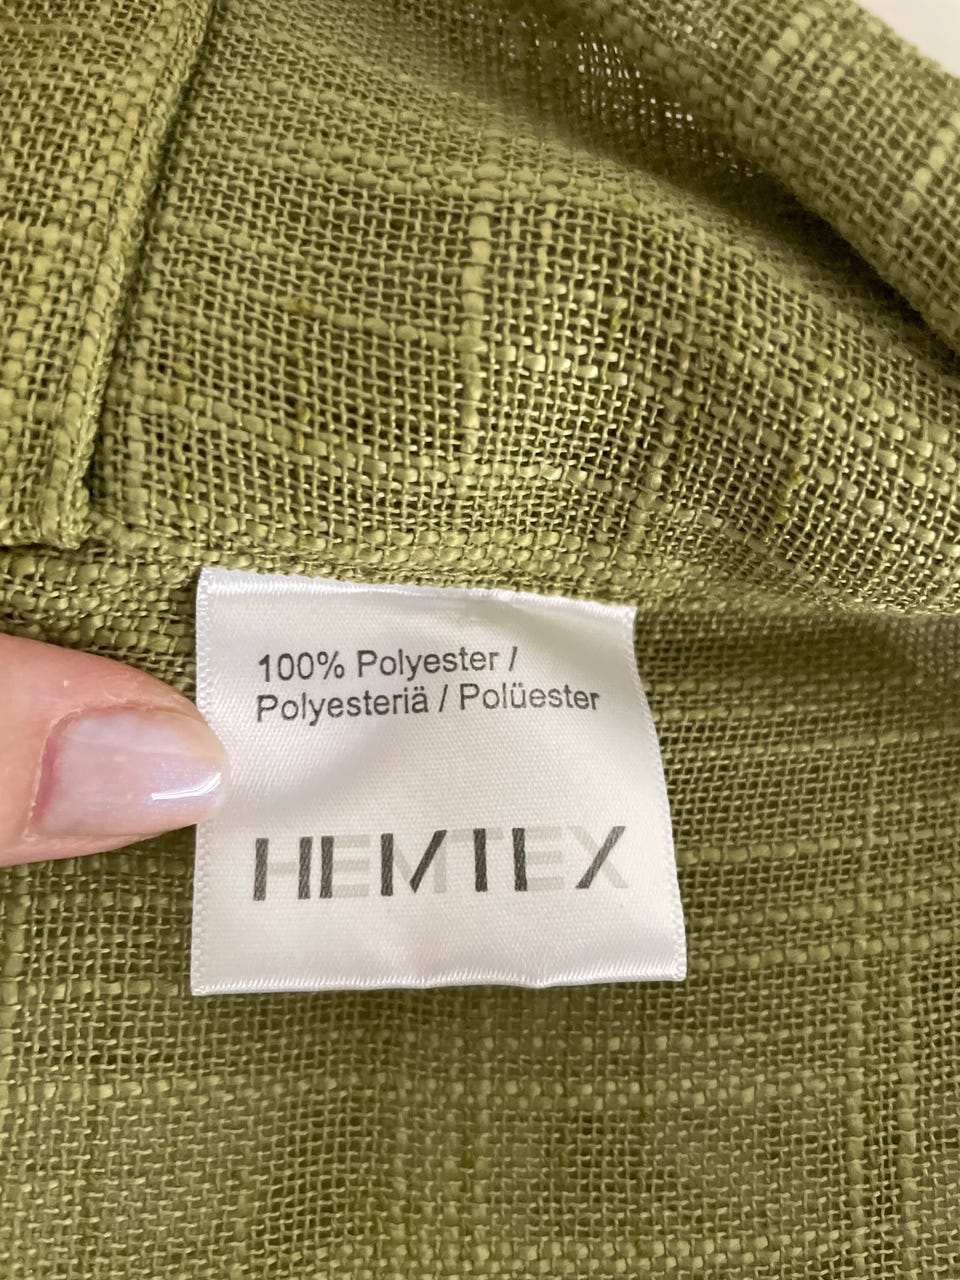 100% Polyester /
Polyesteriä / Polüester
HEMTEX